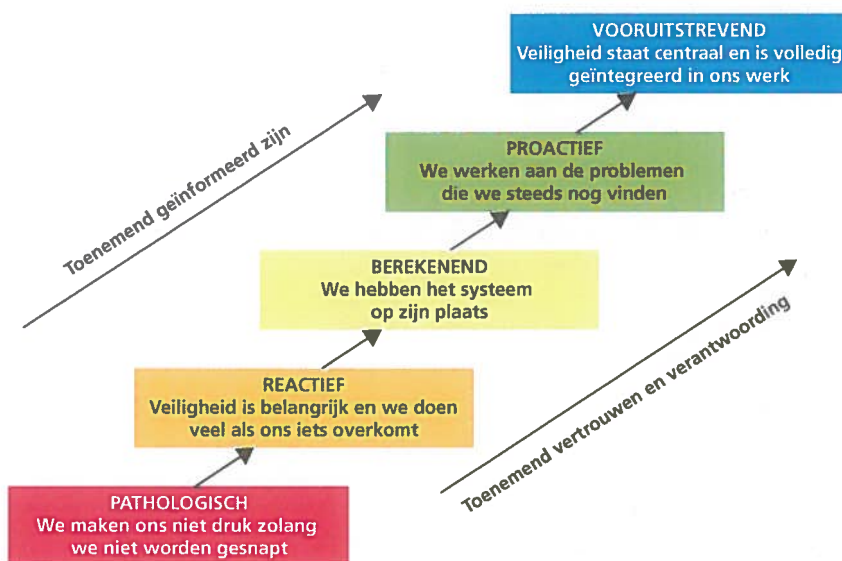 VOORUITSTREVEND
Veiligheid staat centraal en is volledig
geïntegreerd in ons werk
Toenemend geïnformeerd zijn
PROACTIEF
We werken aan de problemen
die we steeds nog vinden
BEREKENEND
We hebben het systeem
op zijn plaats
Toenemend vertrouwen en verantwoording
REACTIEF
Veiligheid is belangrijk en we doen
veel als ons iets overkomt
PATHOLOGISCH
We maken ons niet druk zolang
we niet worden gesnapt